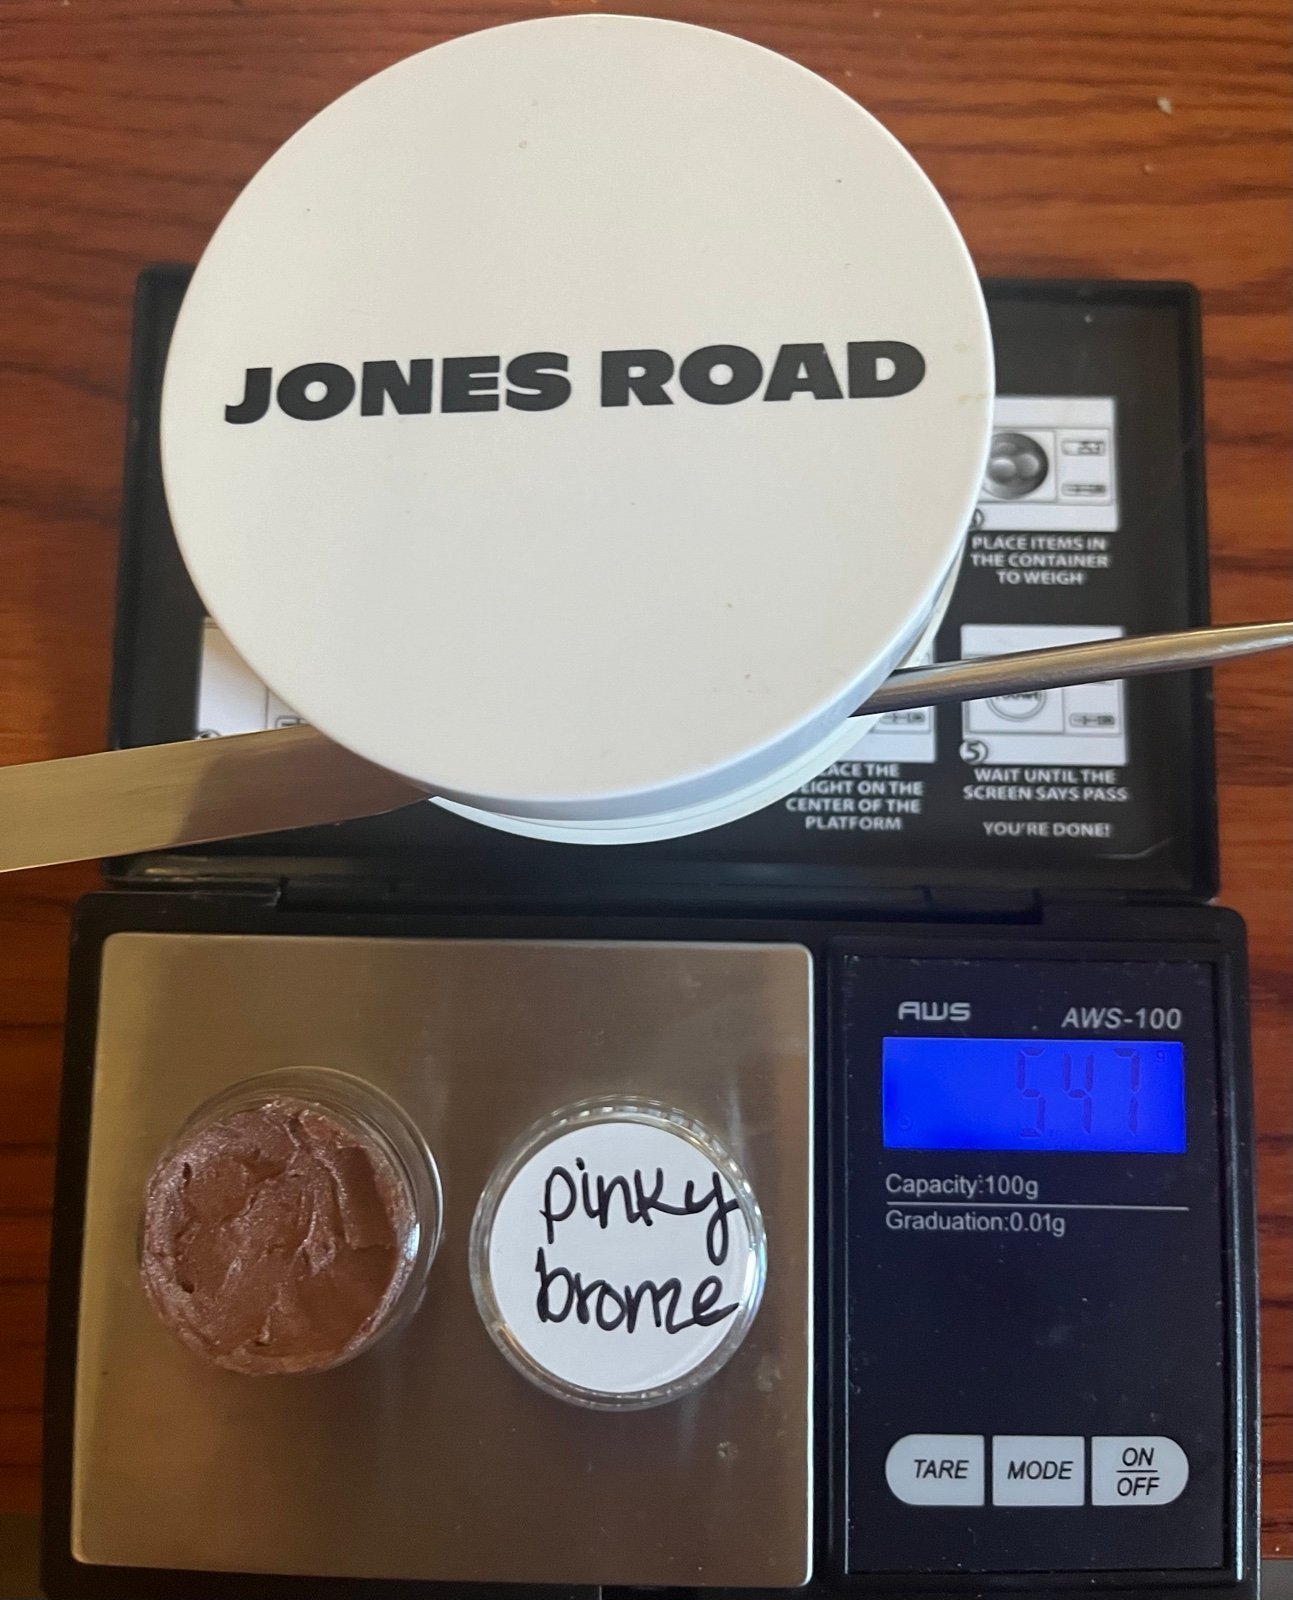 JONES ROAD
PLACE ITEMS IN
THE CONTAINER
TO WEIGH
ACE THE
EIGHT ON THE
CENTER OF THE
PLATFORM
5
WAIT UNTIL THE
SCREEN SAYS PASS
YOU'RE DONE!
AWS
AWS-100
5.47 g
Capacity:100g
Graduation:0.01g
pinky
bronze
TARE
MODE
ON
OFF